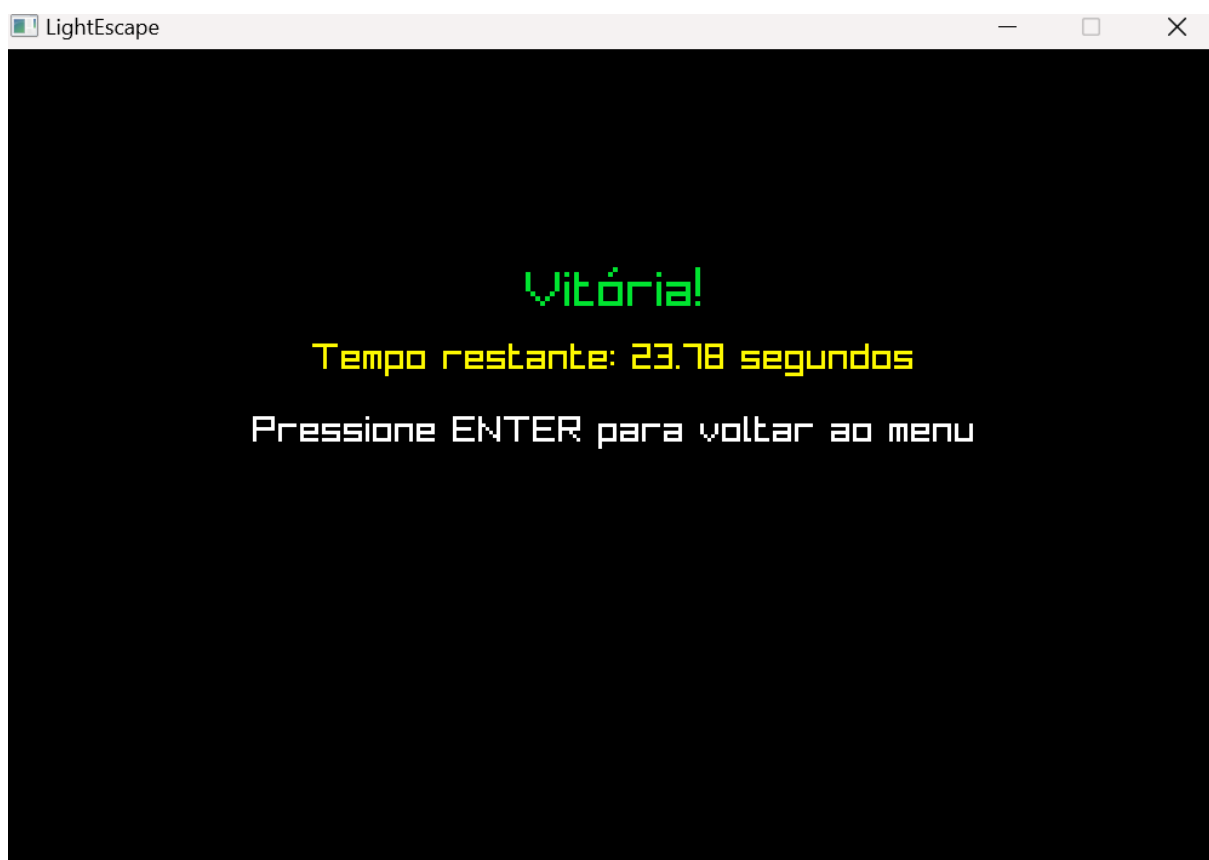 LightEscape
Vitória!
Tempo restante: 23.78 segundos
Pressione ENTER para voltar ao menu